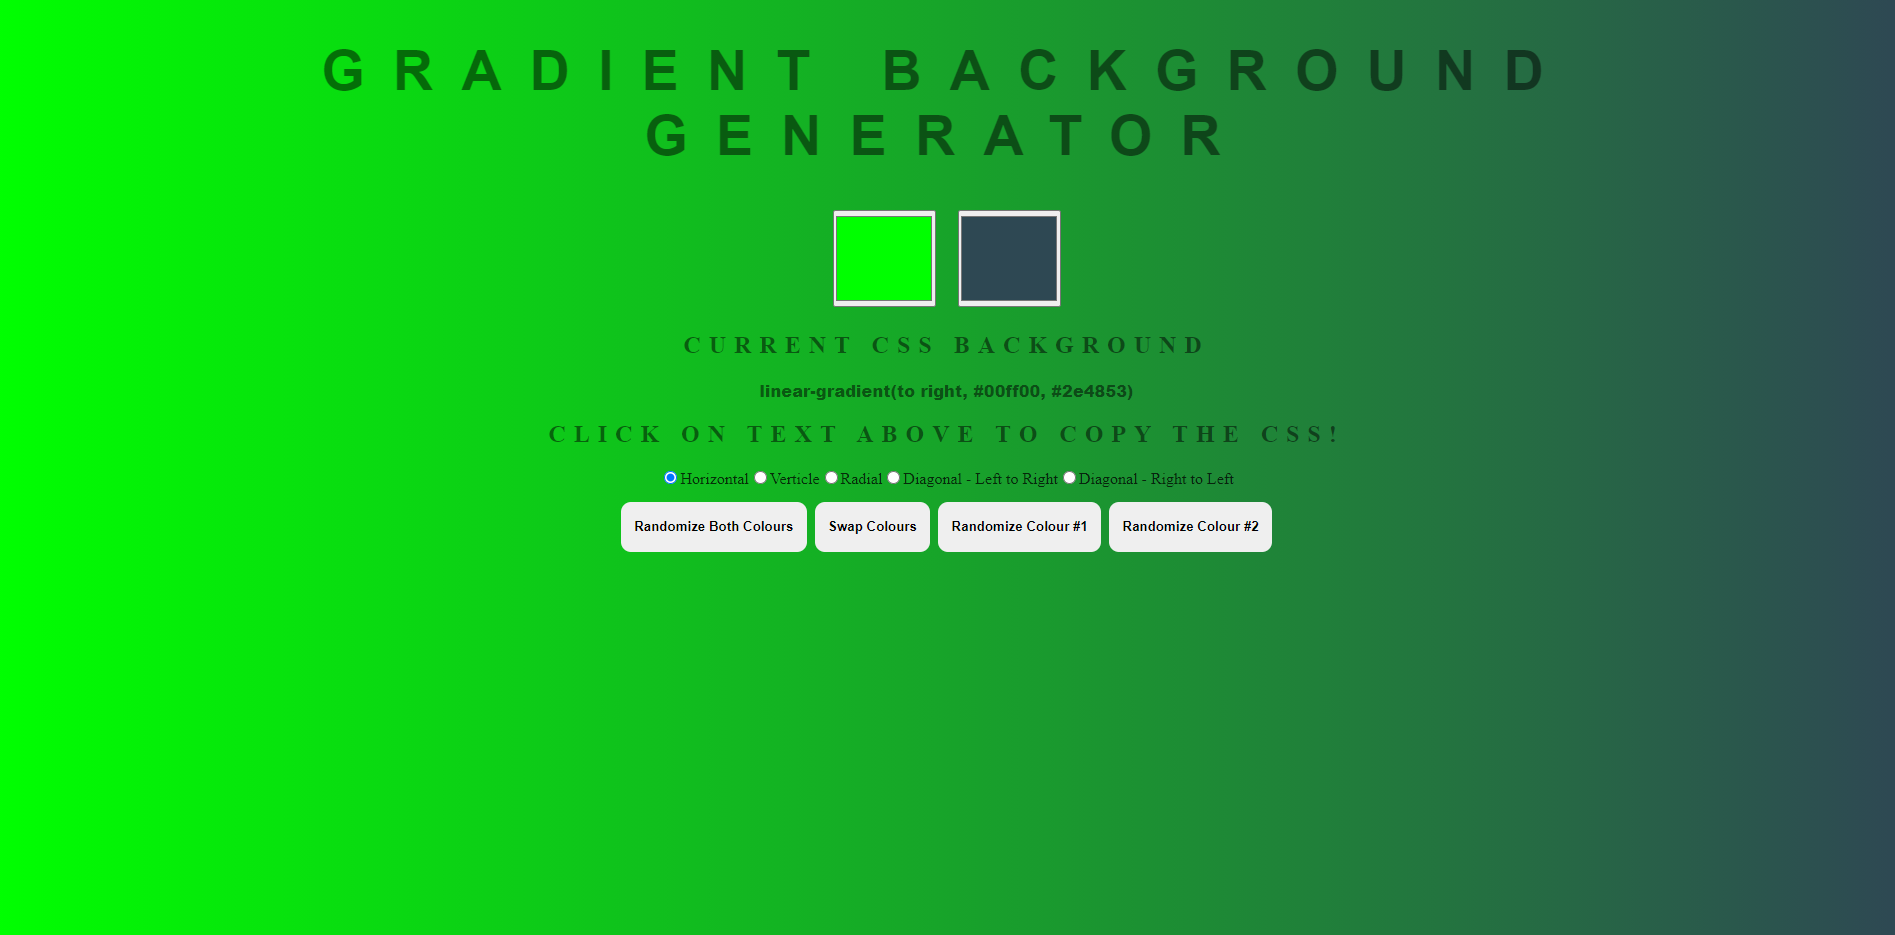 GRADIENT BACKGROUND
GENERATOR
CURRENT CSS BACKGROUND
linear-gradient(to right, #00ff00, #2e4853)
CLICK ON TEXT ABOVE TO COPY THE CSS!
Horizontal Verticle Radial Diagonal - Left to Right Diagonal - Right to Left
Randomize Both Colours Swap Colours Randomize Colour #1 Randomize Colour #2